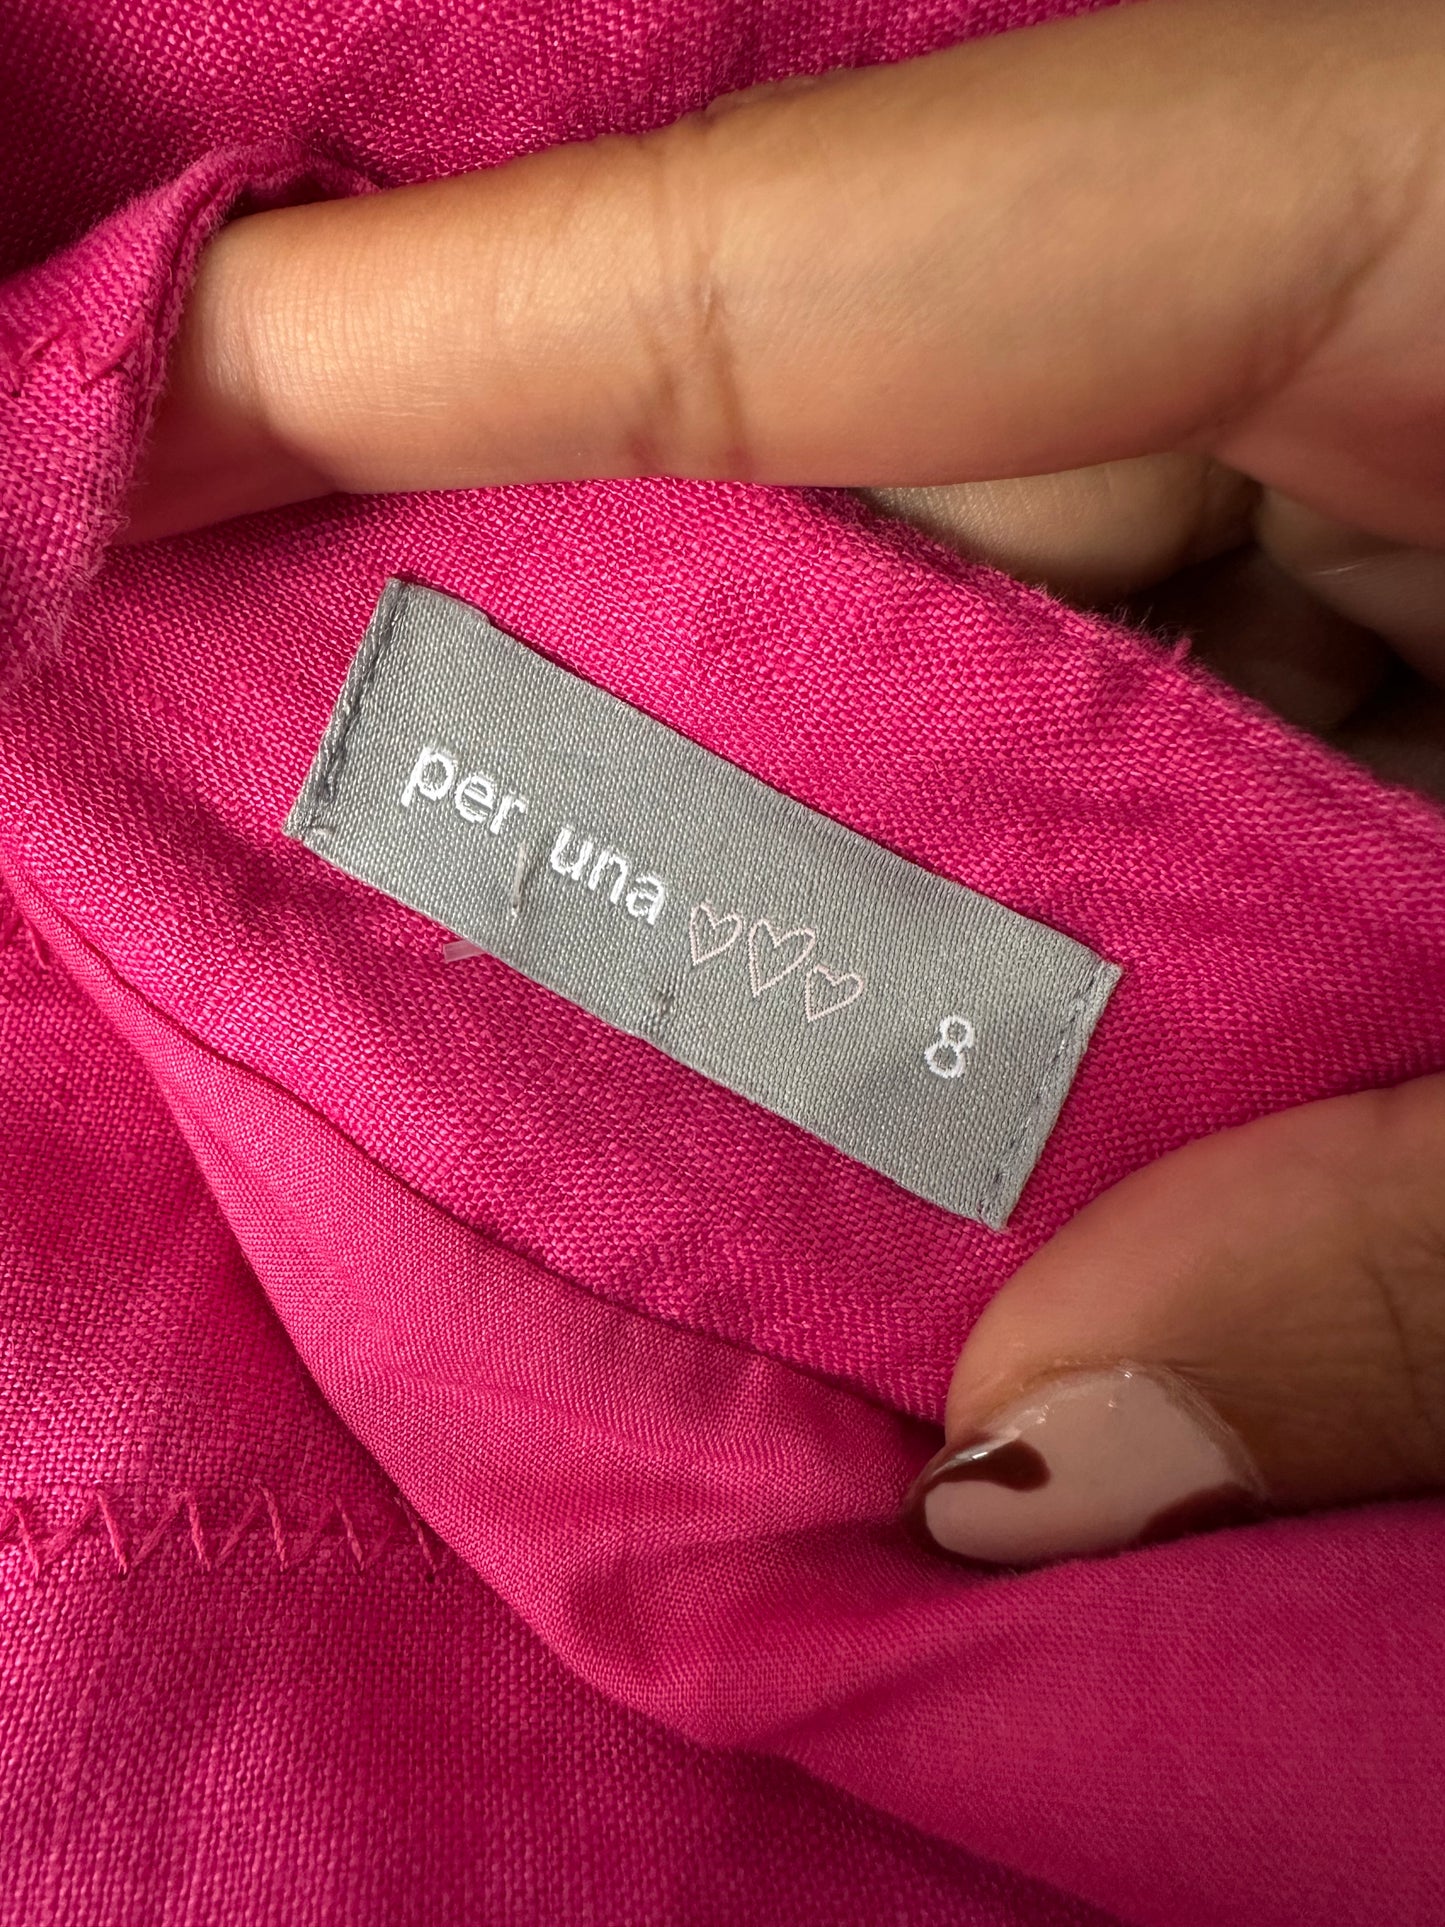 per una ♡♡♡ 8